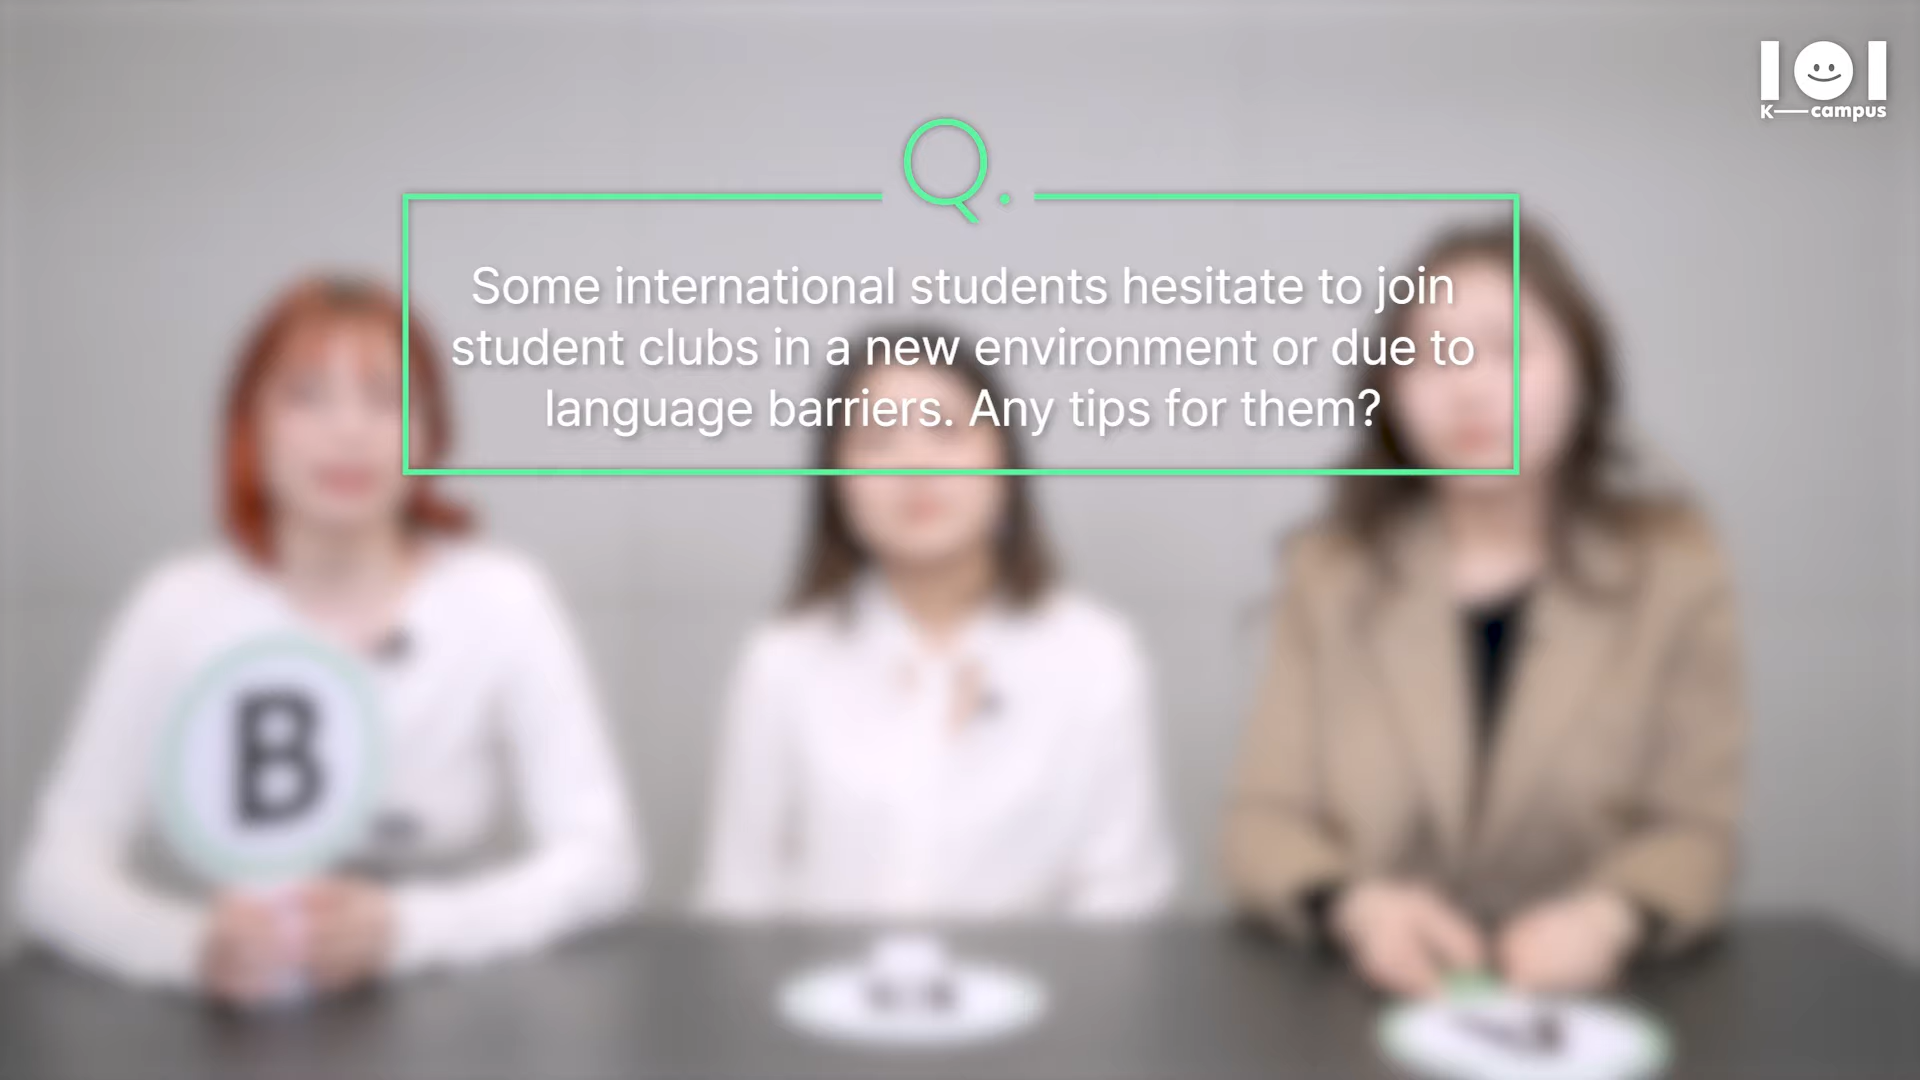 101
K—campus
Q.
Some international students hesitate to join
student clubs in a new environment or due to
language barriers. Any tips for them?
B